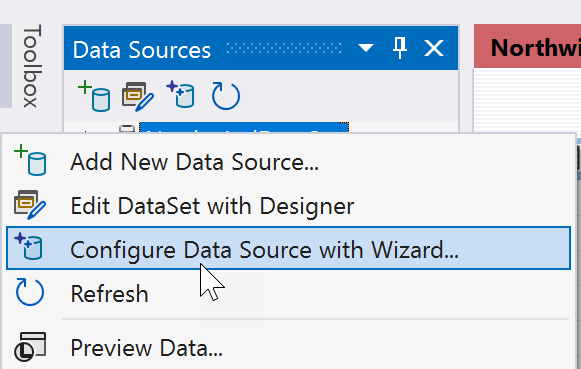 Toolbox
Data Sources
Northwi
Add New Data Source...
Edit DataSet with Designer
Configure Data Source with Wizard...
Refresh
Preview Data...